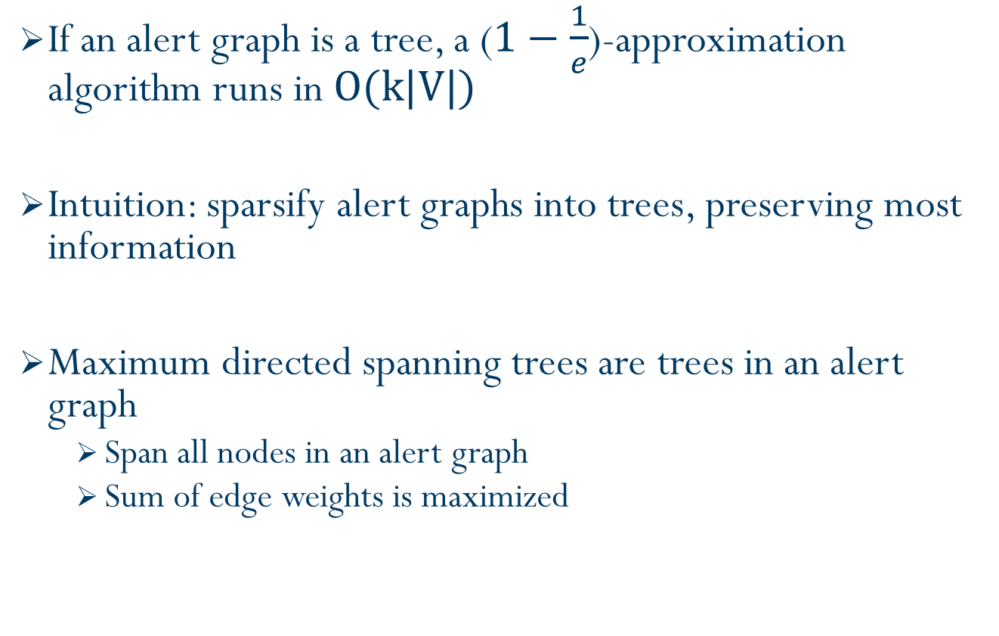 ➢If an alert graph is a tree, a (1 − 1/e)-approximation
algorithm runs in O(k|V|)
➢Intuition: sparsify alert graphs into trees, preserving most
information
➢Maximum directed spanning trees are trees in an alert
graph
➢ Span all nodes in an alert graph
➢ Sum of edge weights is maximized